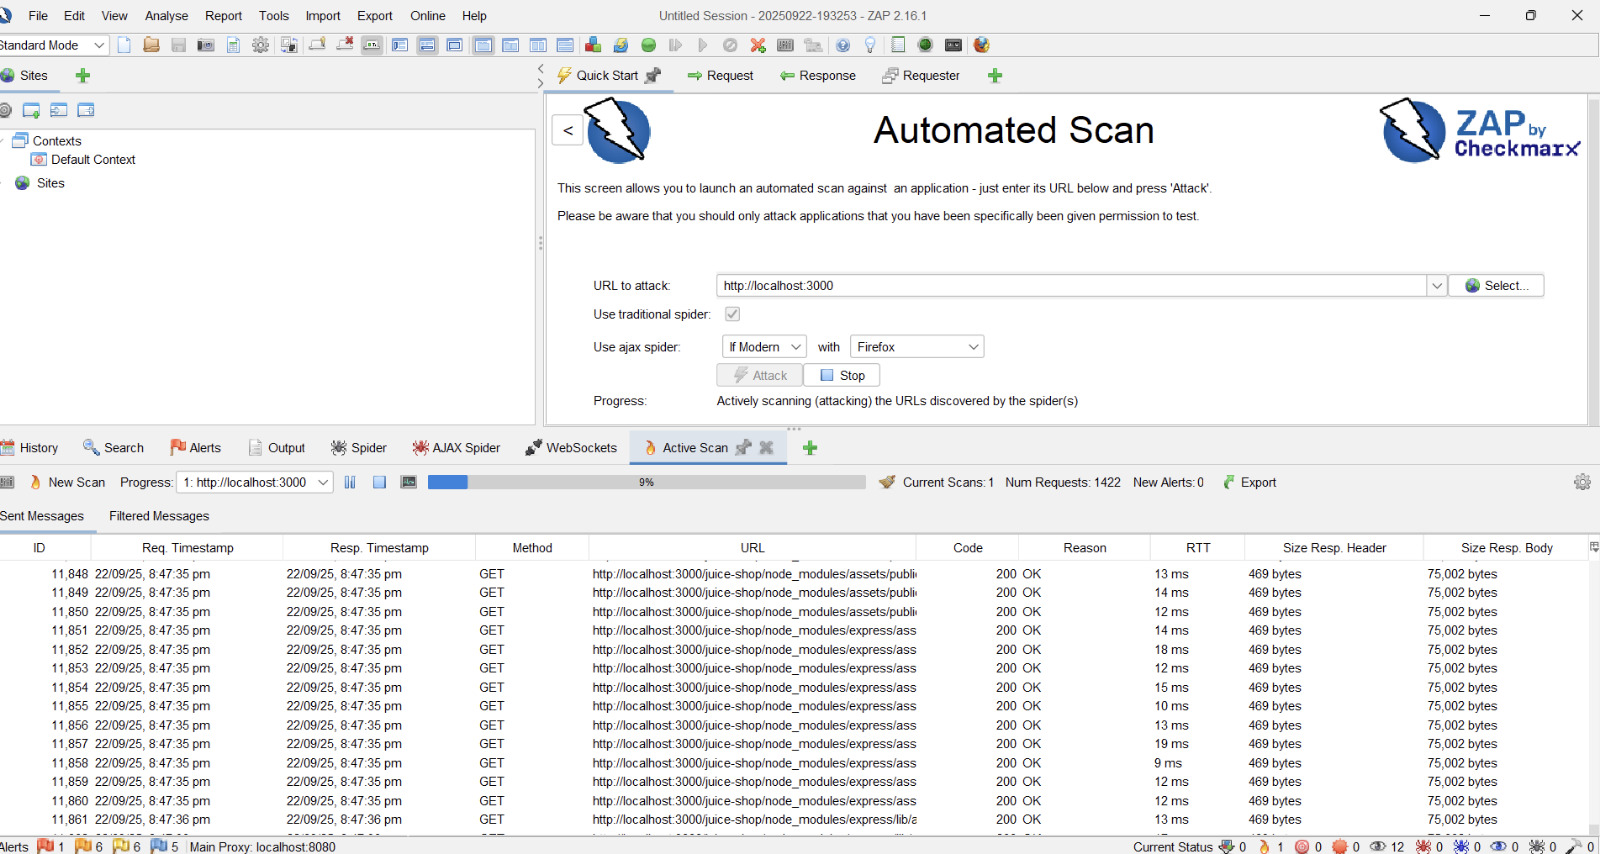 File Edit View Analyse Report Tools Import Export Online Help
Untitled Session - 20250922-193253 - ZAP 2.16.1
Standard Mode
Sites
Quick Start Request Response Requester
Contexts
Default Context
Sites
<
Automated Scan
ZAP by Checkmarx
This screen allows you to launch an automated scan against an application - just enter its URL below and press 'Attack'.
Please be aware that you should only attack applications that you have been specifically been given permission to test.
URL to attack: http://localhost:3000 Select...
Use traditional spider:
Use ajax spider: If Modern with Firefox
Attack Stop
Progress: Actively scanning (attacking) the URLs discovered by the spider(s)
History Search Alerts Output Spider AJAX Spider WebSockets Active Scan
New Scan Progress: 1: http://localhost:3000 9% Current Scans: 1 Num Requests: 1422 New Alerts: 0 Export
Sent Messages Filtered Messages
ID Req. Timestamp Resp. Timestamp Method URL Code Reason RTT Size Resp. Header Size Resp. Body
11,848 22/09/25, 8:47:35 pm 22/09/25, 8:47:35 pm GET http://localhost:3000/juice-shop/node_modules/assets/public 200 OK 13 ms 469 bytes 75,002 bytes
11,849 22/09/25, 8:47:35 pm 22/09/25, 8:47:35 pm GET http://localhost:3000/juice-shop/node_modules/assets/public 200 OK 14 ms 469 bytes 75,002 bytes
11,850 22/09/25, 8:47:35 pm 22/09/25, 8:47:35 pm GET http://localhost:3000/juice-shop/node_modules/assets/public 200 OK 12 ms 469 bytes 75,002 bytes
11,851 22/09/25, 8:47:35 pm 22/09/25, 8:47:35 pm GET http://localhost:3000/juice-shop/node_modules/express/ass 200 OK 14 ms 469 bytes 75,002 bytes
11,852 22/09/25, 8:47:35 pm 22/09/25, 8:47:35 pm GET http://localhost:3000/juice-shop/node_modules/express/ass 200 OK 18 ms 469 bytes 75,002 bytes
11,853 22/09/25, 8:47:35 pm 22/09/25, 8:47:35 pm GET http://localhost:3000/juice-shop/node_modules/express/ass 200 OK 12 ms 469 bytes 75,002 bytes
11,854 22/09/25, 8:47:35 pm 22/09/25, 8:47:35 pm GET http://localhost:3000/juice-shop/node_modules/express/ass 200 OK 15 ms 469 bytes 75,002 bytes
11,855 22/09/25, 8:47:35 pm 22/09/25, 8:47:35 pm GET http://localhost:3000/juice-shop/node_modules/express/ass 200 OK 10 ms 469 bytes 75,002 bytes
11,856 22/09/25, 8:47:35 pm 22/09/25, 8:47:35 pm GET http://localhost:3000/juice-shop/node_modules/express/ass 200 OK 13 ms 469 bytes 75,002 bytes
11,857 22/09/25, 8:47:35 pm 22/09/25, 8:47:35 pm GET http://localhost:3000/juice-shop/node_modules/express/ass 200 OK 19 ms 469 bytes 75,002 bytes
11,858 22/09/25, 8:47:35 pm 22/09/25, 8:47:35 pm GET http://localhost:3000/juice-shop/node_modules/express/ass 200 OK 9 ms 469 bytes 75,002 bytes
11,859 22/09/25, 8:47:35 pm 22/09/25, 8:47:35 pm GET http://localhost:3000/juice-shop/node_modules/express/ass 200 OK 12 ms 469 bytes 75,002 bytes
11,860 22/09/25, 8:47:35 pm 22/09/25, 8:47:35 pm GET http://localhost:3000/juice-shop/node_modules/express/ass 200 OK 12 ms 469 bytes 75,002 bytes
11,861 22/09/25, 8:47:36 pm 22/09/25, 8:47:36 pm GET http://localhost:3000/juice-shop/node_modules/express/lib/a 200 OK 13 ms 469 bytes 75,002 bytes
Alerts 1 6 6 5 Main Proxy: localhost:8080 Current Status 0 1 0 0 12 0 0 0 0 0